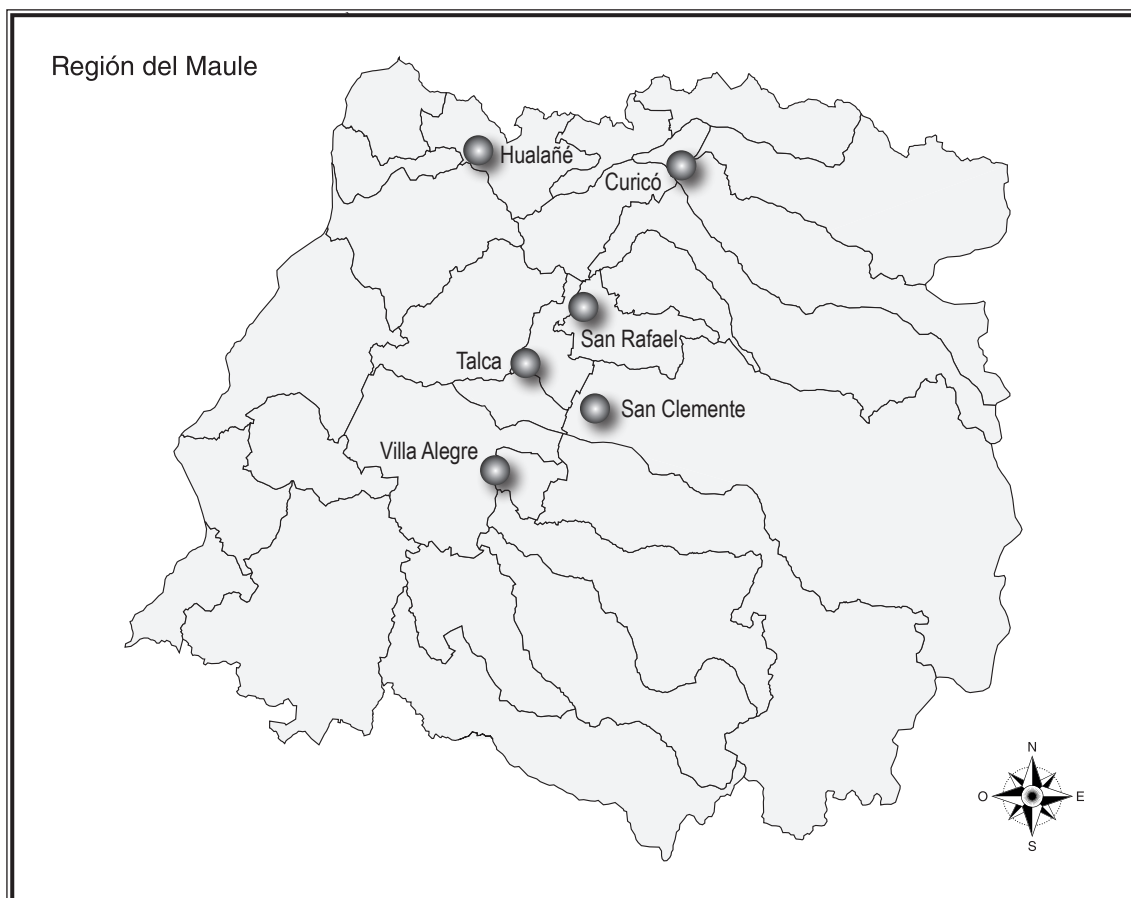 Región del Maule
Hualañé
Curicó
San Rafael
Talca
San Clemente
Villa Alegre
N
O
E
S